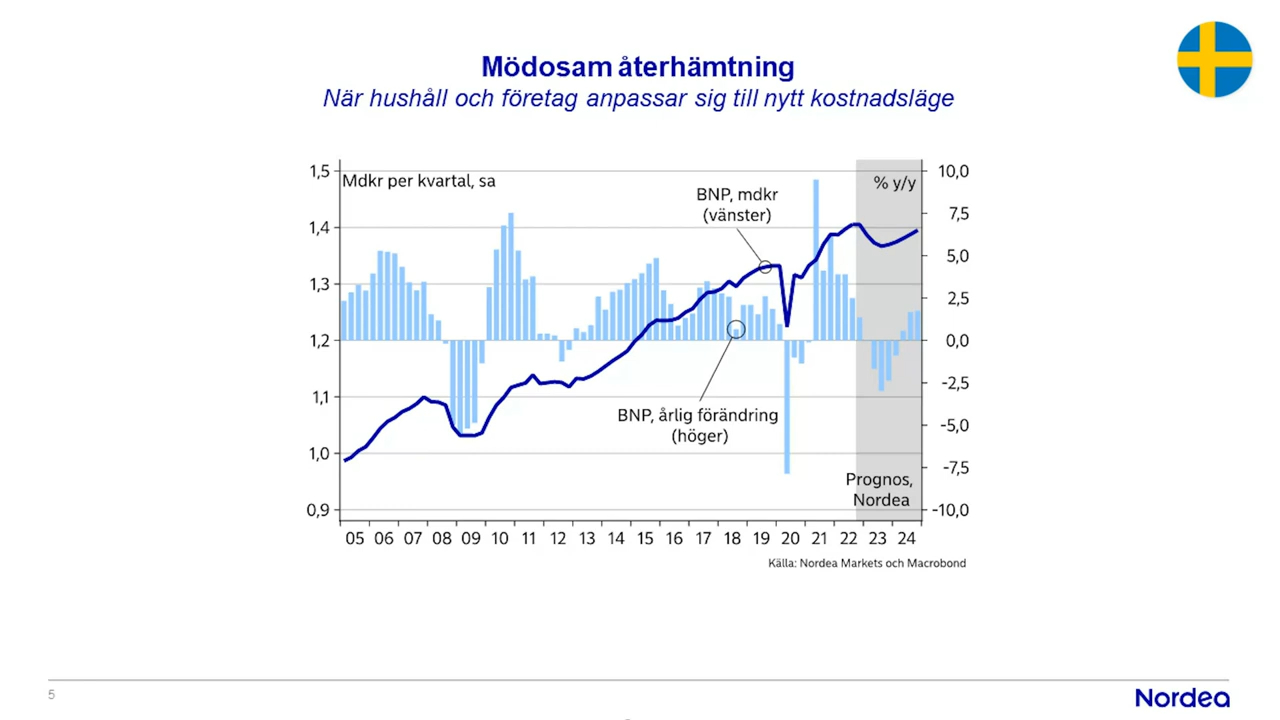 Mödosam återhämtning
När hushåll och företag anpassar sig till nytt kostnadsläge
Mdkr per kvartal, sa
% y/y
BNP, mdkr
(vänster)
BNP, årlig förändring
(höger)
Prognos,
Nordea
1,5
1,4
1,3
1,2
1,1
1,0
0,9
10,0
7,5
5,0
2,5
0,0
-2,5
-5,0
-7,5
-10,0
05 06 07 08 09 10 11 12 13 14 15 16 17 18 19 20 21 22 23 24
Källa: Nordea Markets och Macrobond
5
Nordea